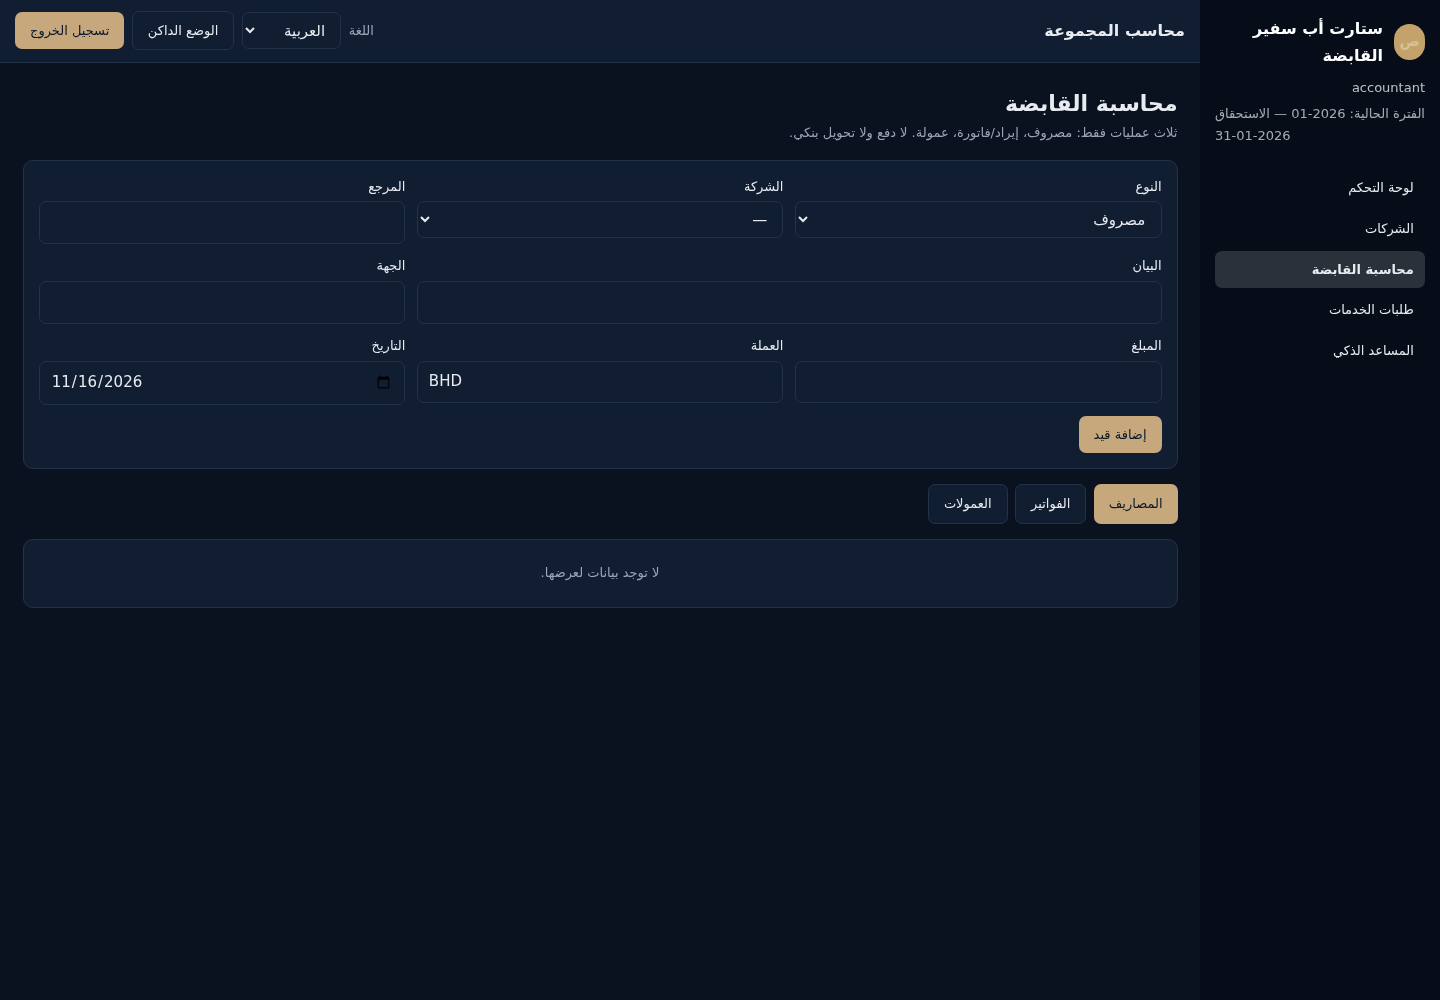 ص
ستارت أب سفير
القابضة
accountant
الفترة الحالية: 2026-01 — الاستحقاق
31-01-2026
لوحة التحكم
الشركات
محاسبة القابضة
طلبات الخدمات
المساعد الذكي
محاسب المجموعة
اللغة
العربية
الوضع الداكن
تسجيل الخروج
محاسبة القابضة
ثلاث عمليات فقط: مصروف، إيراد/فاتورة، عمولة. لا دفع ولا تحويل بنكي.
النوع
الشركة
المرجع
مصروف
—
البيان
الجهة
المبلغ
العملة
التاريخ
BHD
11/16/2026
إضافة قيد
المصاريف
الفواتير
العمولات
لا توجد بيانات لعرضها.